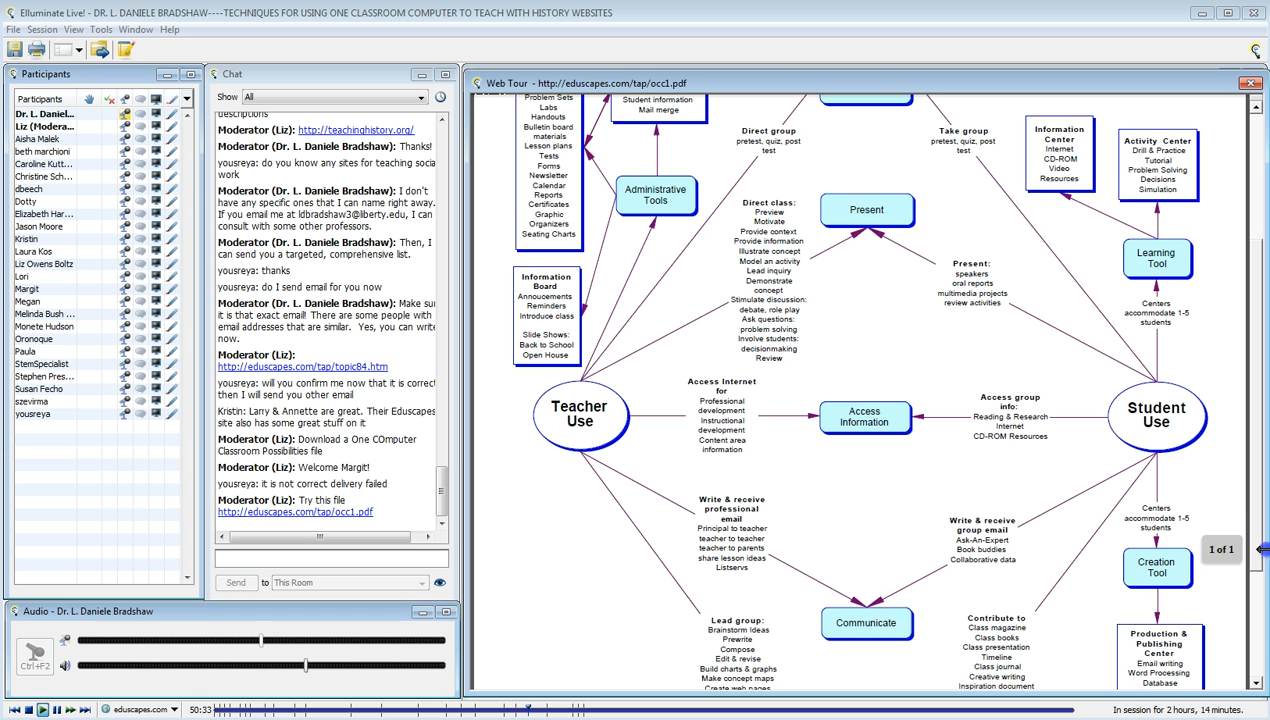 Elluminate Live! - DR. L. DANIELE BRADSHAW----TECHNIQUES FOR USING ONE CLASSROOM COMPUTER TO TEACH WITH HISTORY WEBSITES
File Session View Tools Window Help
Participants
Participants
Dr. L. Daniel...
Liz (Modera...
Aisha Malek
beth marchioni
Caroline Kutt...
Christine Sch...
dbeech
Dotty
Elizabeth Har...
Jason Moore
Kristin
Laura Kos
Liz Owens Boltz
Lori
Margit
Megan
Melinda Bush ...
Monete Hudson
Oronoque
Paula
StemSpecialist
Stephen Pres...
Susan Fecho
szevirma
yousreya
Chat
Show All
descriptions
Moderator (Liz): http://teachinghistory.org/
Moderator (Dr. L. Daniele Bradshaw): Thanks!
yousreya: do you know any sites for teaching social
work
Moderator (Dr. L. Daniele Bradshaw): I don't
have any specific ones that I can name right away.
If you email me at ldbradshaw3@liberty.edu, I can
consult with some other professors.
Moderator (Dr. L. Daniele Bradshaw): Then, I
can send you a targeted, comprehensive list.
yousreya: thanks
yousreya: do I send email for you now
Moderator (Dr. L. Daniele Bradshaw): Make sure
it is that exact email! There are some people with
email addresses that are similar. Yes, you can write
now.
Moderator (Liz):
http://eduscapes.com/tap/topic84.htm
yousreya: will you confirm me now that it is correct
then I will send you other email
Kristin: Larry & Annette are great. Their Eduscapes
site also has some great stuff on it
Moderator (Liz): Download a One COmputer
Classroom Possibilities file
Moderator (Liz): Welcome Margit!
yousreya: it is not correct delivery failed
Moderator (Liz): Try this file
http://eduscapes.com/tap/occ1.pdf
Send to This Room
Audio - Dr. L. Daniele Bradshaw
Ctrl+F2
Web Tour - http://eduscapes.com/tap/occ1.pdf
Problem Sets
Labs
Handouts
Bulletin board
materials
Lesson plans
Tests
Forms
Newsletter
Calendar
Reports
Certificates
Graphic
Organizers
Seating Charts
Student information
Mail merge
Administrative
Tools
Information
Board
Annoucements
Reminders
Introduce class
Slide Shows:
Back to School
Open House
Direct group
pretest, quiz, post
test
Take group
pretest, quiz, post
test
Present
Direct class:
Preview
Motivate
Provide context
Provide information
Illustrate concept
Model an activity
Lead inquiry
Demonstrate
concept
Stimulate discussion:
debate, role play
Ask questions:
problem solving
Involve students:
decisionmaking
Review
Present:
speakers
oral reports
multimedia projects
review activities
Information
Center
Internet
CD-ROM
Video
Resources
Activity Center
Drill & Practice
Tutorial
Problem Solving
Decisions
Simulation
Learning
Tool
Centers
accommodate 1-5
students
Teacher
Use
Access Internet
for
Professional
development
Instructional
development
Content area
information
Access
Information
Access group
info:
Reading & Research
Internet
CD-ROM Resources
Student
Use
Write & receive
professional
email
Principal to teacher
teacher to teacher
teacher to parents
share lesson ideas
Listservs
Write & receive
group email
Ask-An-Expert
Book buddies
Collaborative data
Centers
accommodate 1-5
students
1 of 1
Creation
Tool
Communicate
Lead group:
Brainstorm Ideas
Prewrite
Compose
Edit & revise
Build charts & graphs
Make concept maps
Create web pages
Contribute to
Class magazine
Class books
Class presentation
Timeline
Class journal
Creative writing
Inspiration document
Production &
Publishing
Center
Email writing
Word Processing
Database
eduscapes.com 50:33
In session for 2 hours, 14 minutes.